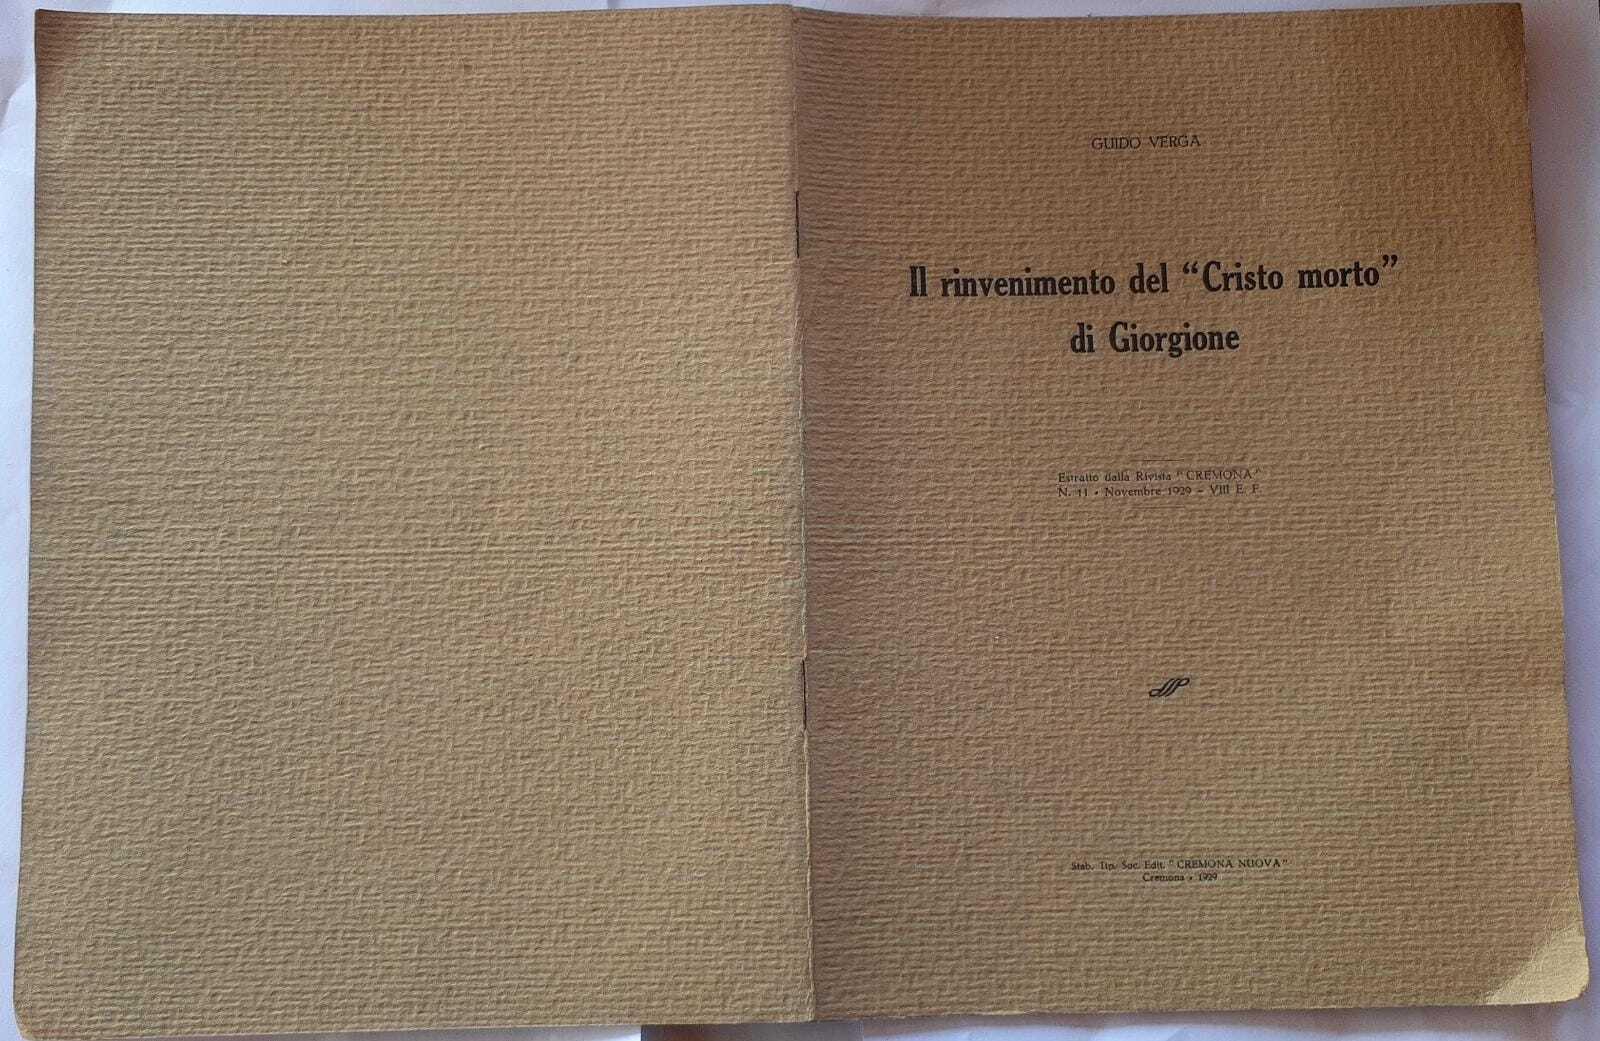 GUIDO VERGA
Il rinvenimento del “Cristo morto”
di Giorgione
Estratto dalla Rivista “CREMONA”
N. 11 - Novembre 1929 - VIII E. F.
Stab. Tip. Soc. Edit. “CREMONA NUOVA”
Cremona - 1929